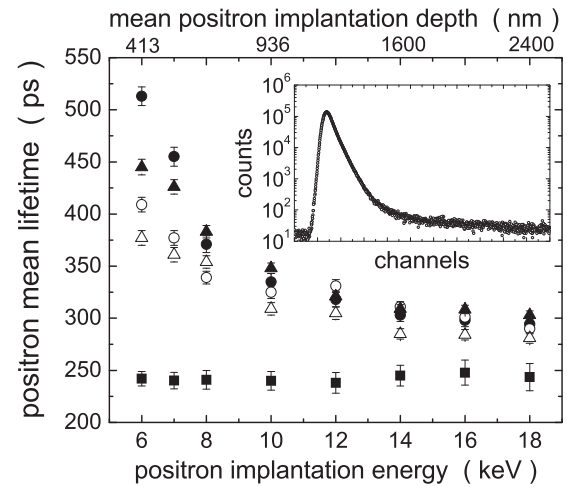 mean positron implantation depth ( nm )
413 936 1600 2400
550
500
450
400
350
300
250
200
positron mean lifetime ( ps )
10^6
10^5
10^4
10^3
10^2
10^1
counts
channels
6 8 10 12 14 16 18
positron implantation energy ( keV )